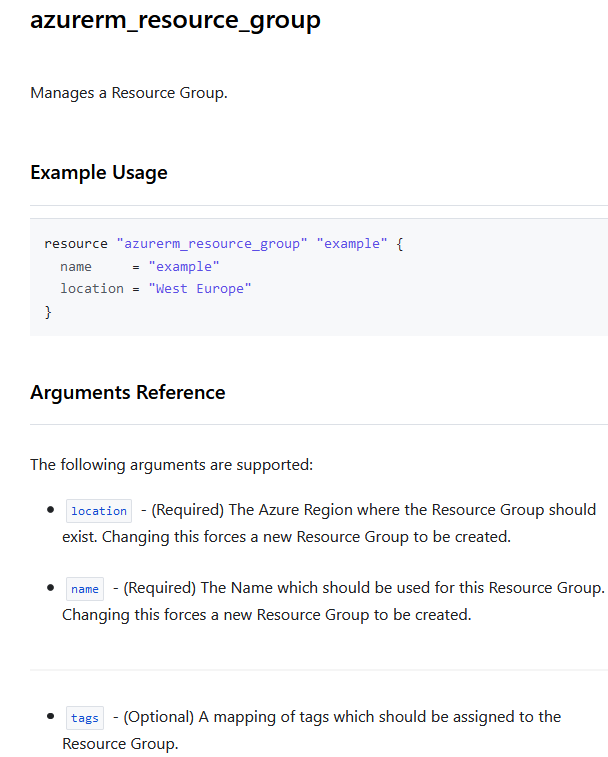 azurerm_resource_group
Manages a Resource Group.
Example Usage
resource "azurerm_resource_group" "example" {
  name     = "example"
  location = "West Europe"
}
Arguments Reference
The following arguments are supported:
• location - (Required) The Azure Region where the Resource Group should
exist. Changing this forces a new Resource Group to be created.
• name - (Required) The Name which should be used for this Resource Group.
Changing this forces a new Resource Group to be created.
• tags - (Optional) A mapping of tags which should be assigned to the
Resource Group.